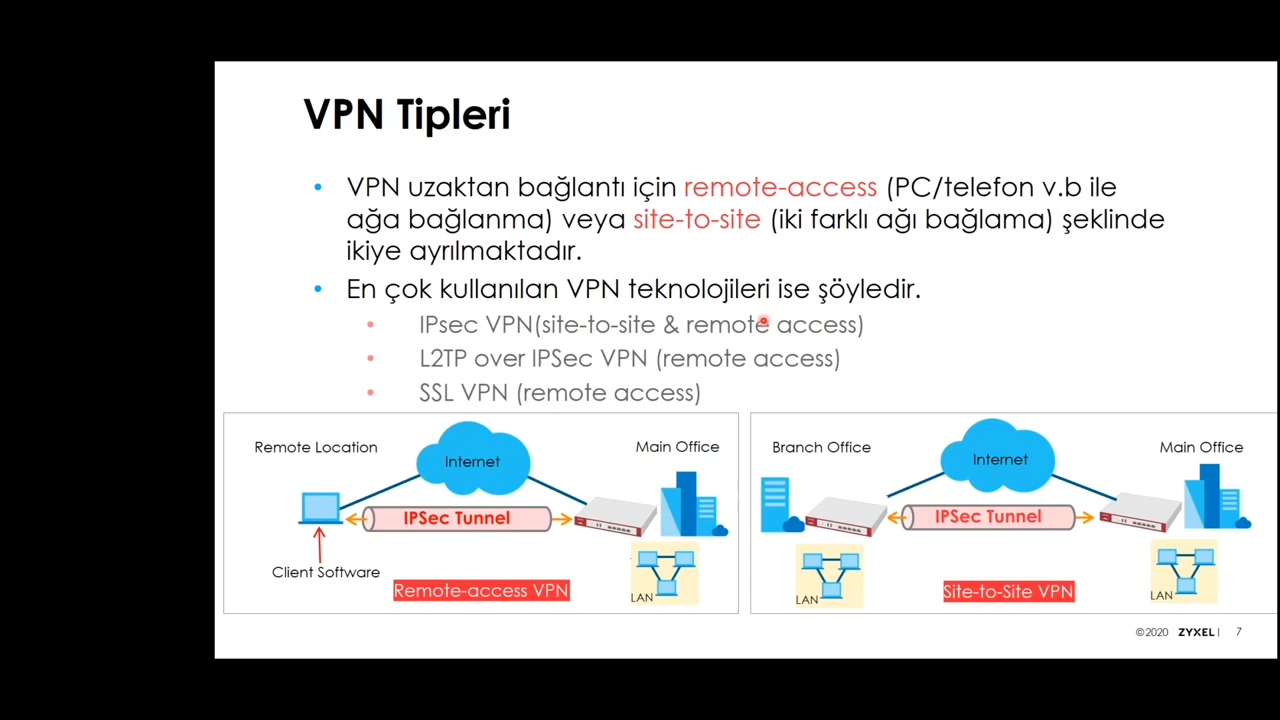 VPN Tipleri
VPN uzaktan bağlantı için remote-access (PC/telefon v.b ile
ağa bağlanma) veya site-to-site (iki farklı ağı bağlama) şeklinde
ikiye ayrılmaktadır.
En çok kullanılan VPN teknolojileri ise şöyledir.
IPsec VPN(site-to-site & remote access)
L2TP over IPSec VPN (remote access)
SSL VPN (remote access)
Remote Location
Internet
Main Office
IPSec Tunnel
Client Software
Remote-access VPN
LAN
Branch Office
Internet
Main Office
IPSec Tunnel
LAN
Site-to-Site VPN
LAN
©2020 ZYXEL | 7